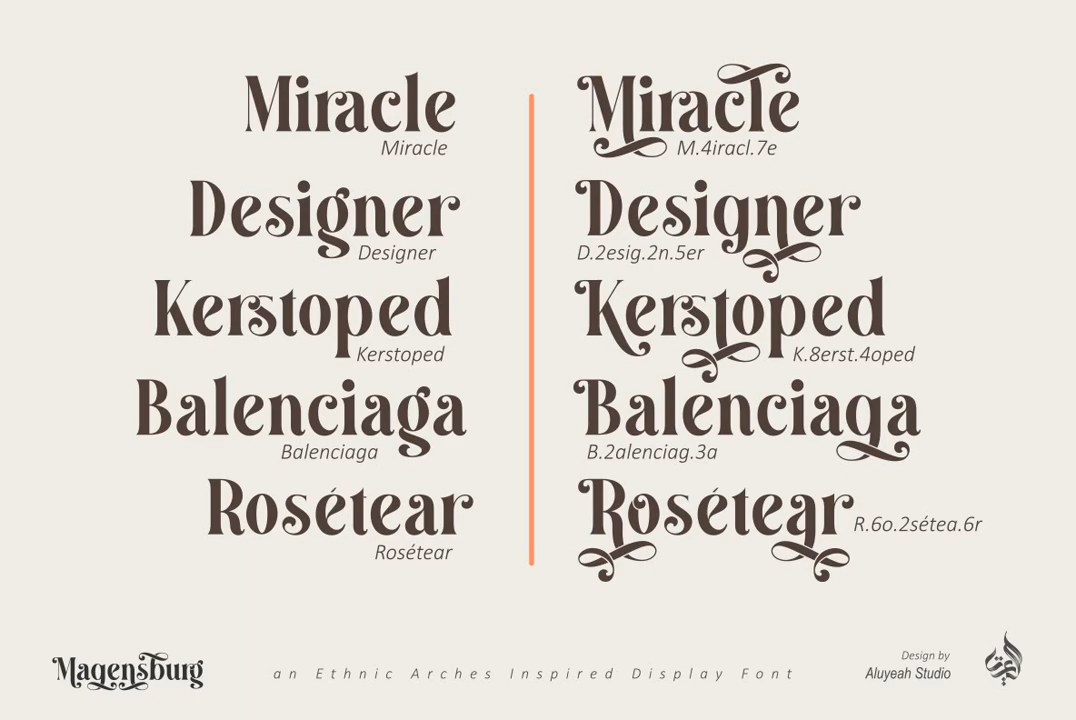 Miracle
Miracle
Designer
Designer
Kerstoped
Kerstoped
Balenciaga
Balenciaga
Rosétear
Rosétear
Miracle
M.4iracl.7e
Designer
D.2esig.2n.5er
Kerstoped
K.8erst.4oped
Balenciaga
B.2alenciag.3a
Rosétear
R.6o.2sétea.6r
Magensburg
an Ethnic Arches Inspired Display Font
Design by
Aluyeah Studio